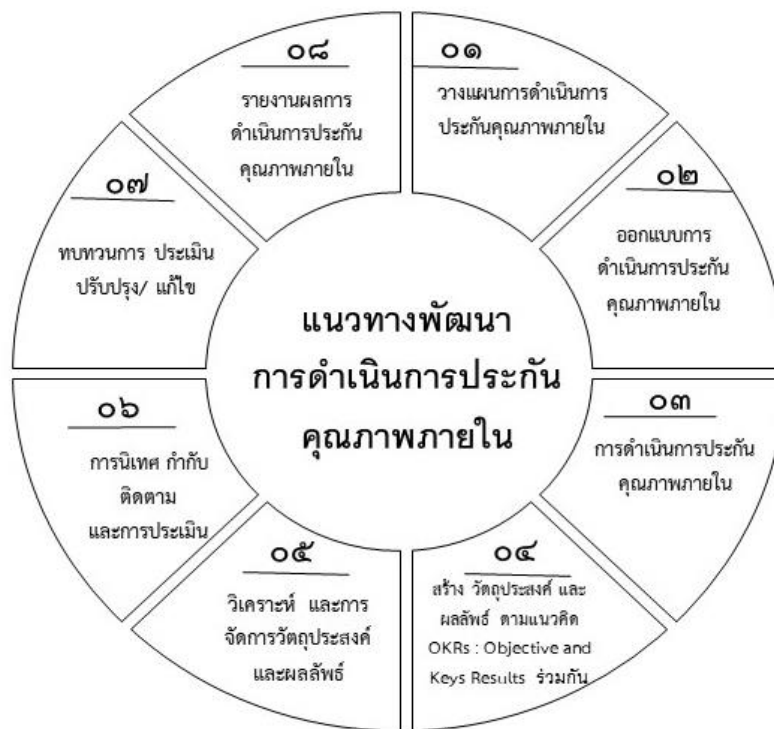 ๐๑
วางแผนการดำเนินการ
ประกันคุณภาพภายใน
๐๒
ออกแบบการ
ดำเนินการประกัน
คุณภาพภายใน
๐๓
การดำเนินการประกัน
คุณภาพภายใน
๐๔
สร้าง วัตถุประสงค์ และ
ผลลัพธ์ ตามแนวคิด
OKRs : Objective and
Keys Results ร่วมกัน
๐๕
วิเคราะห์ และการ
จัดการวัตถุประสงค์
และผลลัพธ์
๐๖
การนิเทศ กำกับ
ติดตาม
และการประเมิน
๐๗
ทบทวนการ ประเมิน
ปรับปรุง/ แก้ไข
๐๘
รายงานผลการ
ดำเนินการประกัน
คุณภาพภายใน
แนวทางพัฒนา
การดำเนินการประกัน
คุณภาพภายใน